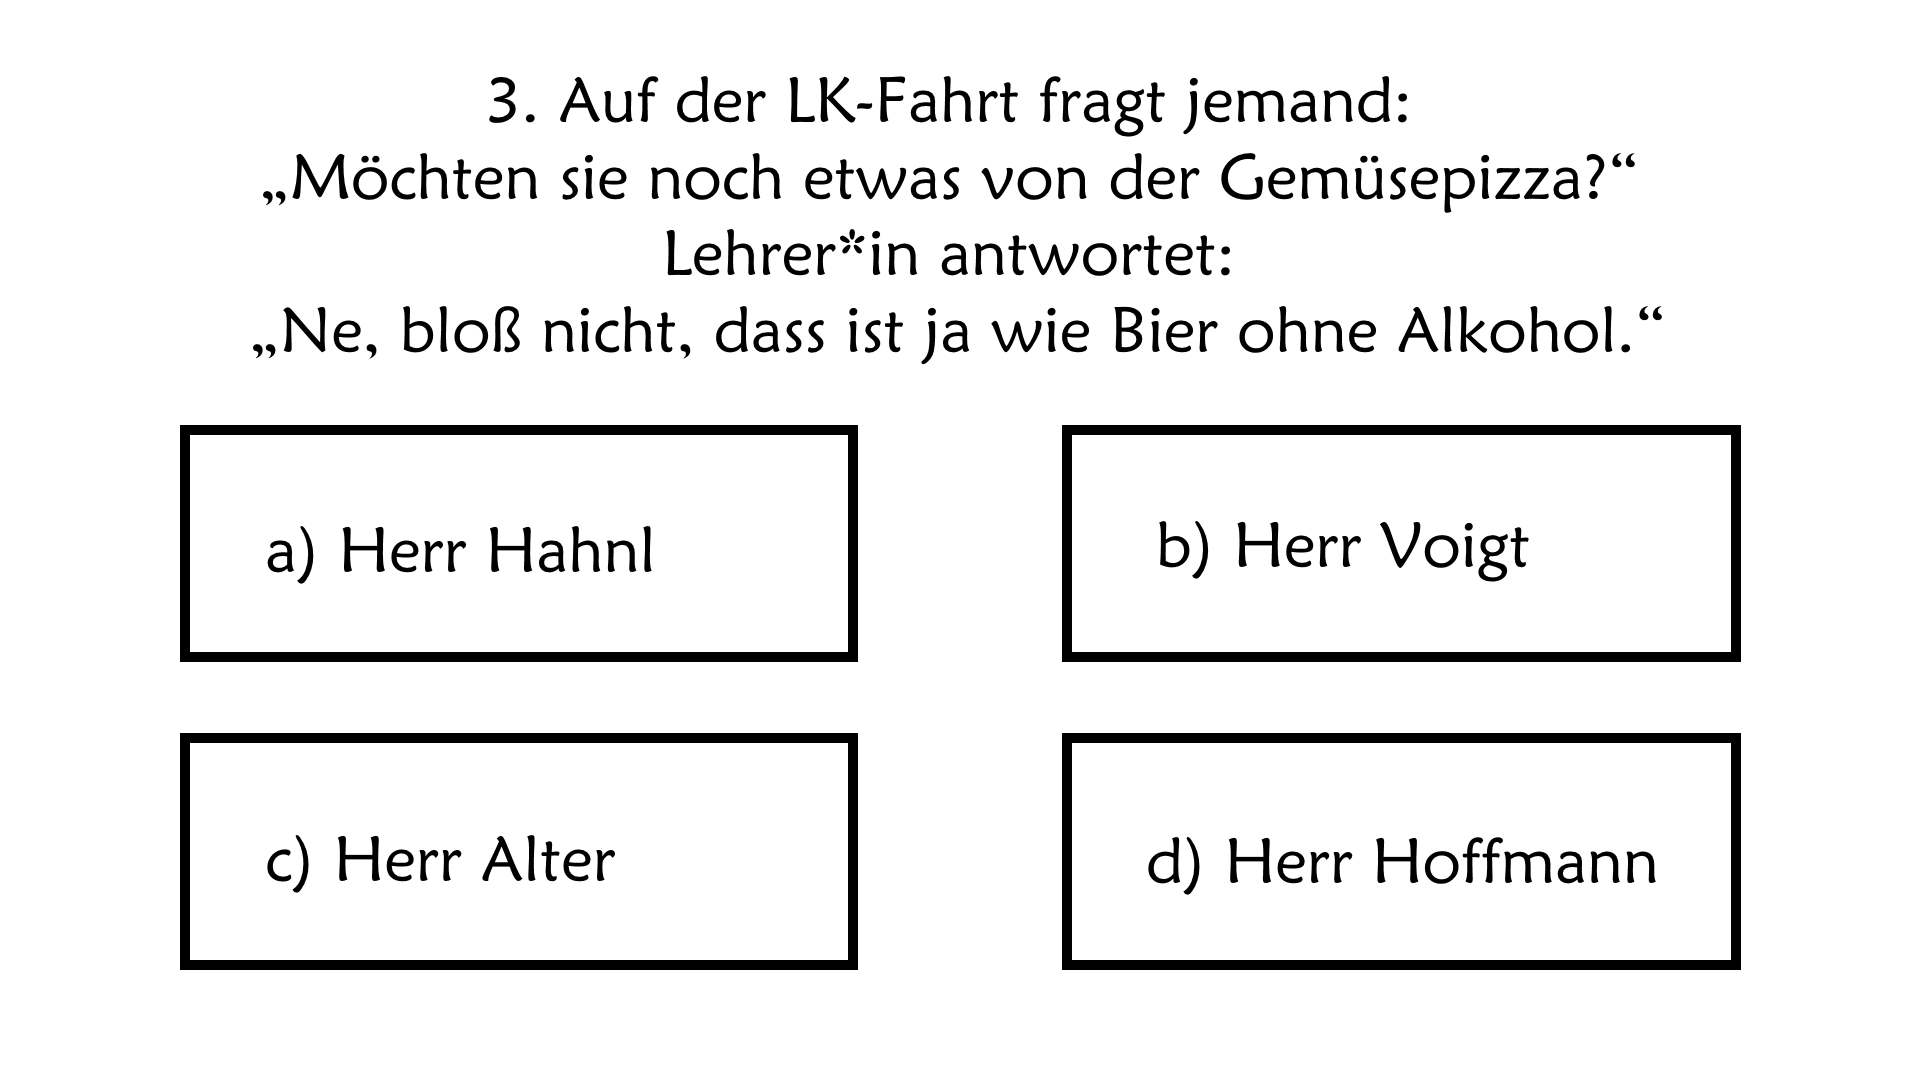 3. Auf der LK-Fahrt fragt jemand:
„Möchten sie noch etwas von der Gemüsepizza?“
Lehrer*in antwortet:
„Ne, bloß nicht, dass ist ja wie Bier ohne Alkohol.“
a) Herr Hahnl
b) Herr Voigt
c) Herr Alter
d) Herr Hoffmann